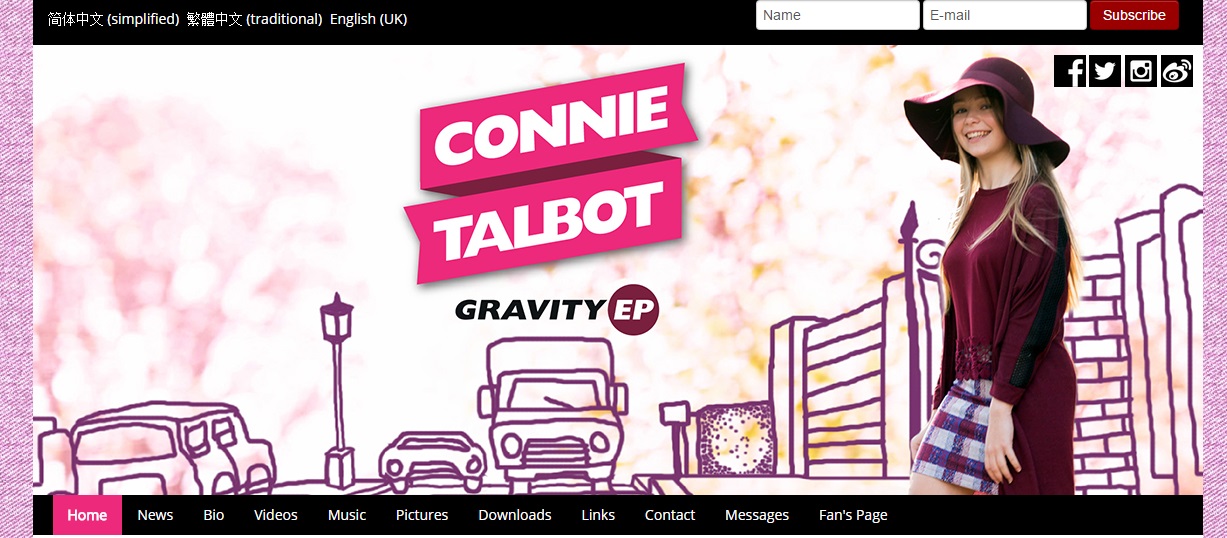 简体中文 (simplified) 繁體中文 (traditional) English (UK)
Name E-mail Subscribe
CONNIE
TALBOT
GRAVITY EP
Home News Bio Videos Music Pictures Downloads Links Contact Messages Fan's Page